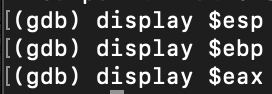 [(gdb) display $esp
[(gdb) display $ebp
[(gdb) display $eax